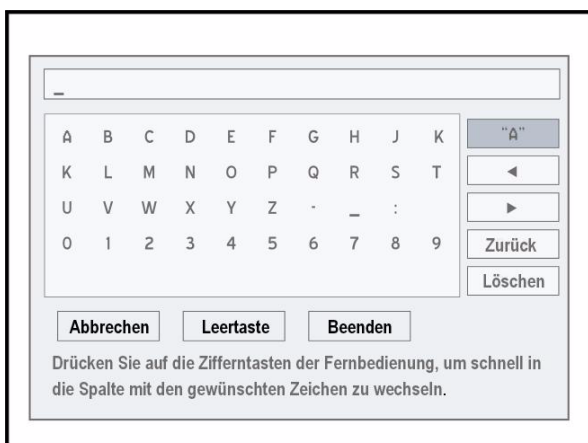 _
A B C D E F G H J K "A"
K L M N O P Q R S T ◄
U V W X Y Z - _ : ►
0 1 2 3 4 5 6 7 8 9 Zurück
Löschen
Abbrechen Leertaste Beenden
Drücken Sie auf die Zifferntasten der Fernbedienung, um schnell in
die Spalte mit den gewünschten Zeichen zu wechseln.